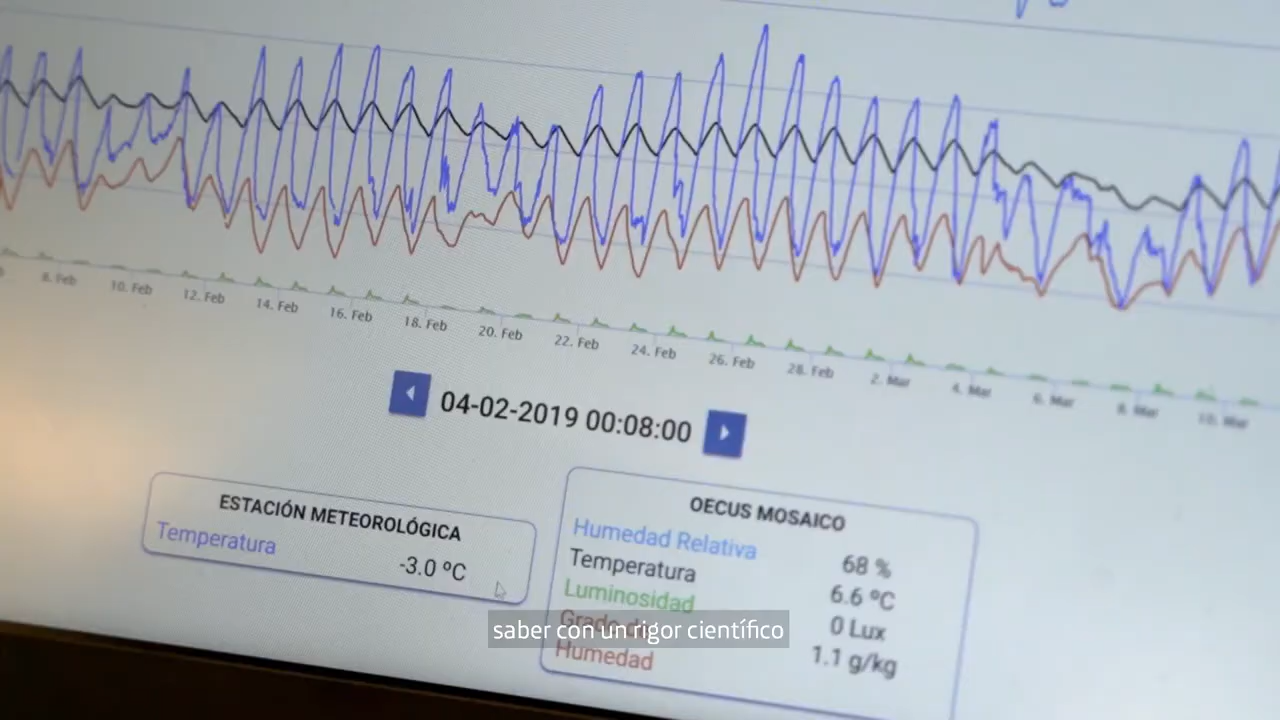 8. Feb
10. Feb
12. Feb
14. Feb
16. Feb
18. Feb
20. Feb
22. Feb
24. Feb
26. Feb
28. Feb
2. Mar
4. Mar
6. Mar
8. Mar
10. Mar
04-02-2019 00:08:00
ESTACIÓN METEOROLÓGICA
Temperatura -3.0 ºC
OECUS MOSAICO
Humedad Relativa 68 %
Temperatura 6.6 ºC
Luminosidad 0 Lux
Grado de
Humedad 1.1 g/kg
saber con un rigor científico